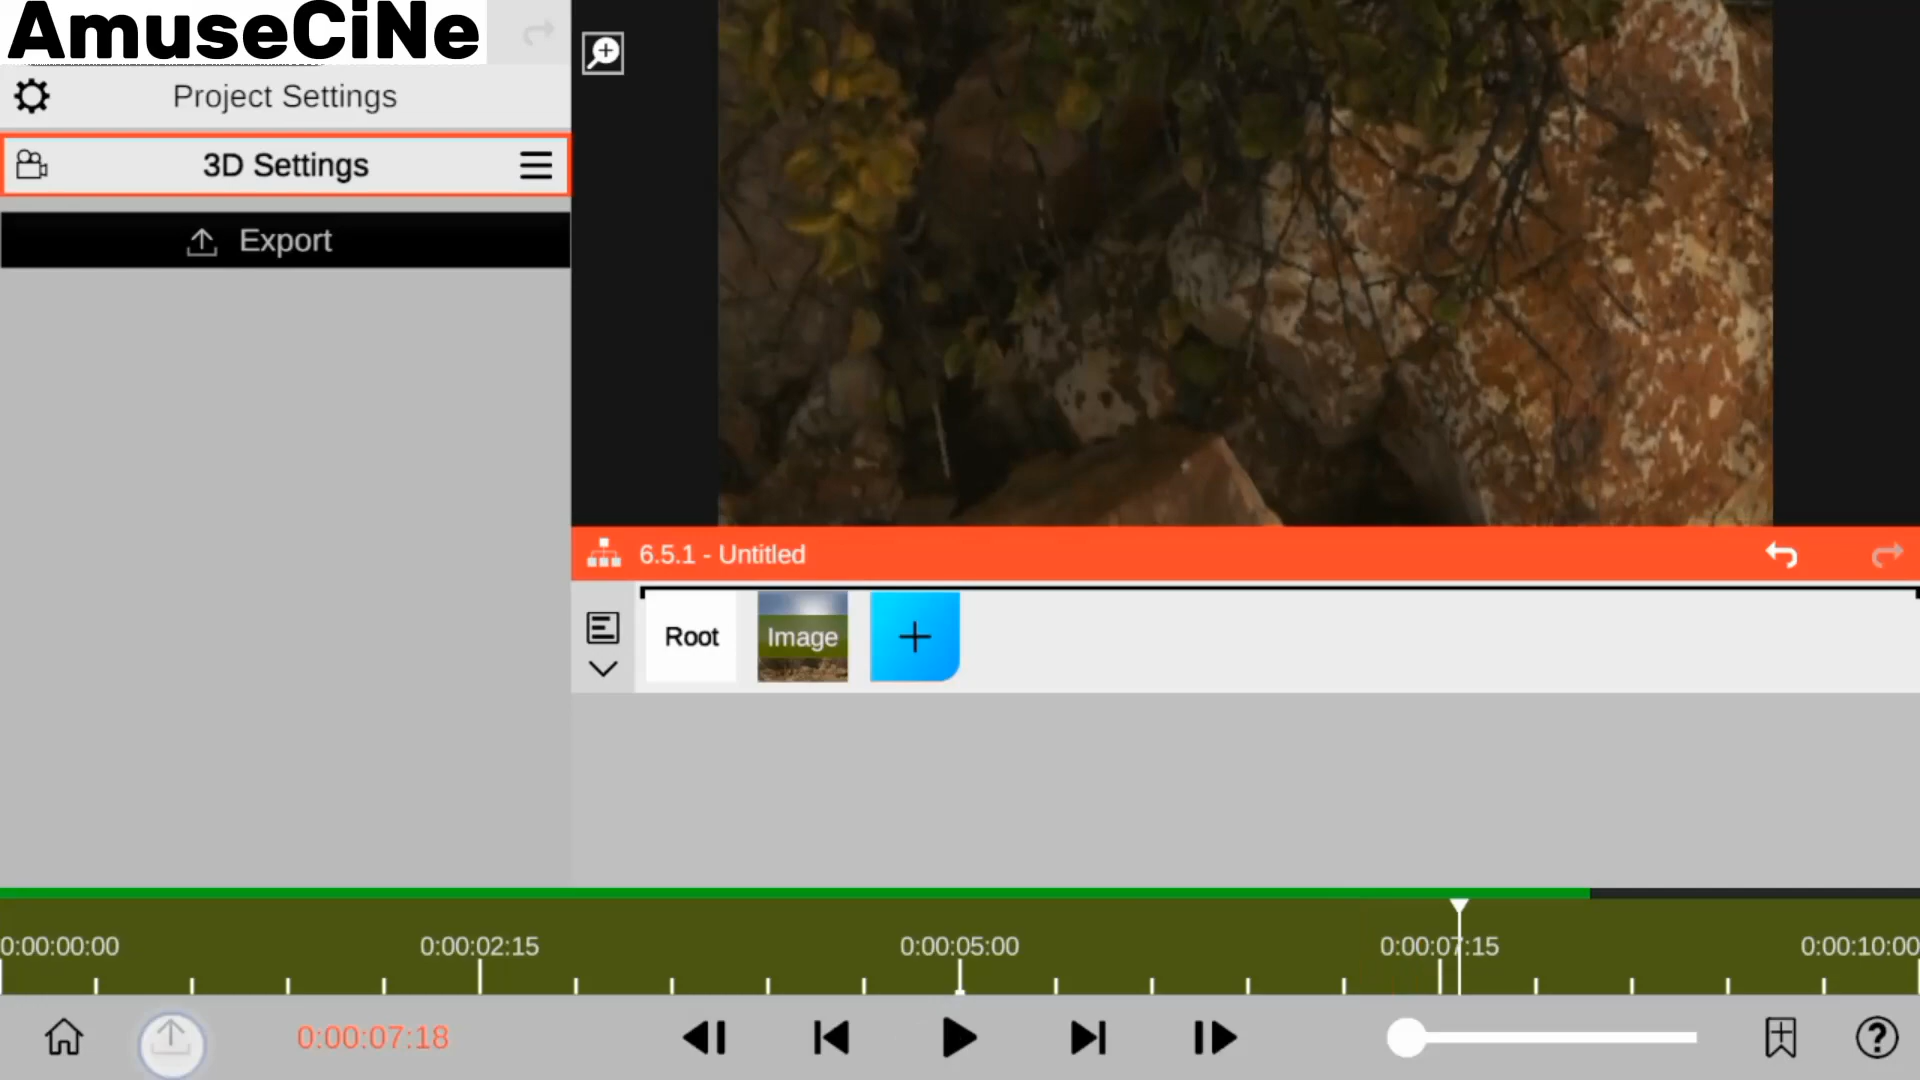 AmuseCiNe
Project Settings
3D Settings
Export
6.5.1 - Untitled
Root
Image
0:00:00:00
0:00:02:15
0:00:05:00
0:00:07:15
0:00:10:00
0:00:07:18